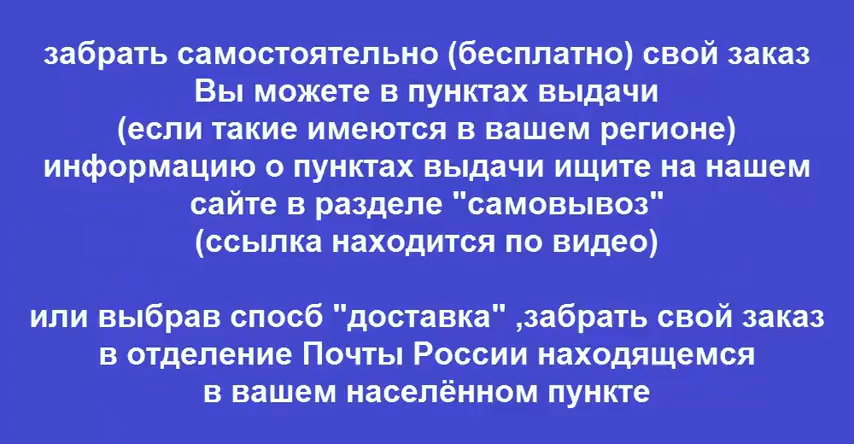 забрать самостоятельно (бесплатно) свой заказ
Вы можете в пунктах выдачи
(если такие имеются в вашем регионе)
информацию о пунктах выдачи ищите на нашем
сайте в разделе "самовывоз"
(ссылка находится по видео)
или выбрав спосб "доставка" ,забрать свой заказ
в отделение Почты России находящемся
в вашем населённом пункте